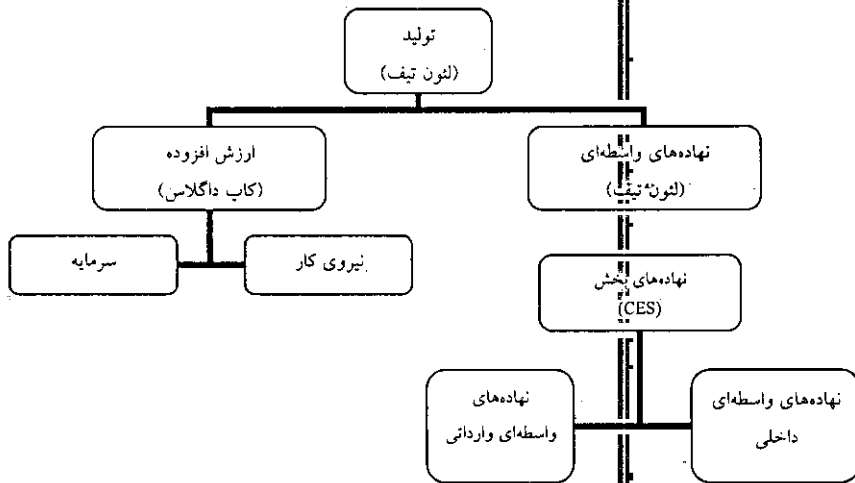 تولید
(لئون تیف)
نهاده‌های واسطه‌ای
(لئون تیف)
ارزش افزوده
(کاب داگلاس)
نیروی کار
سرمایه
نهاده‌های بخش
(CES)
نهاده‌های واسطه‌ای
داخلی
نهاده‌های
واسطه‌ای وارداتی